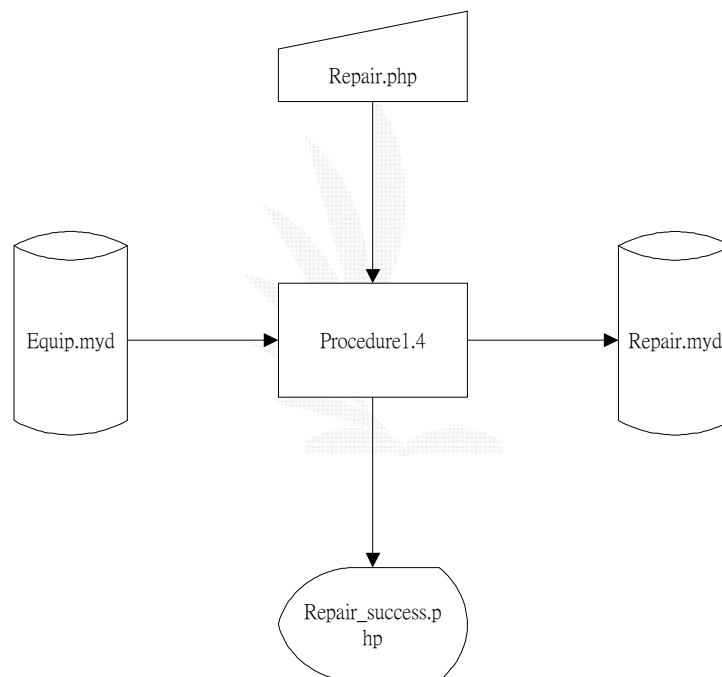 Repair.php
Equip.myd
Procedure1.4
Repair.myd
Repair_success.p
hp